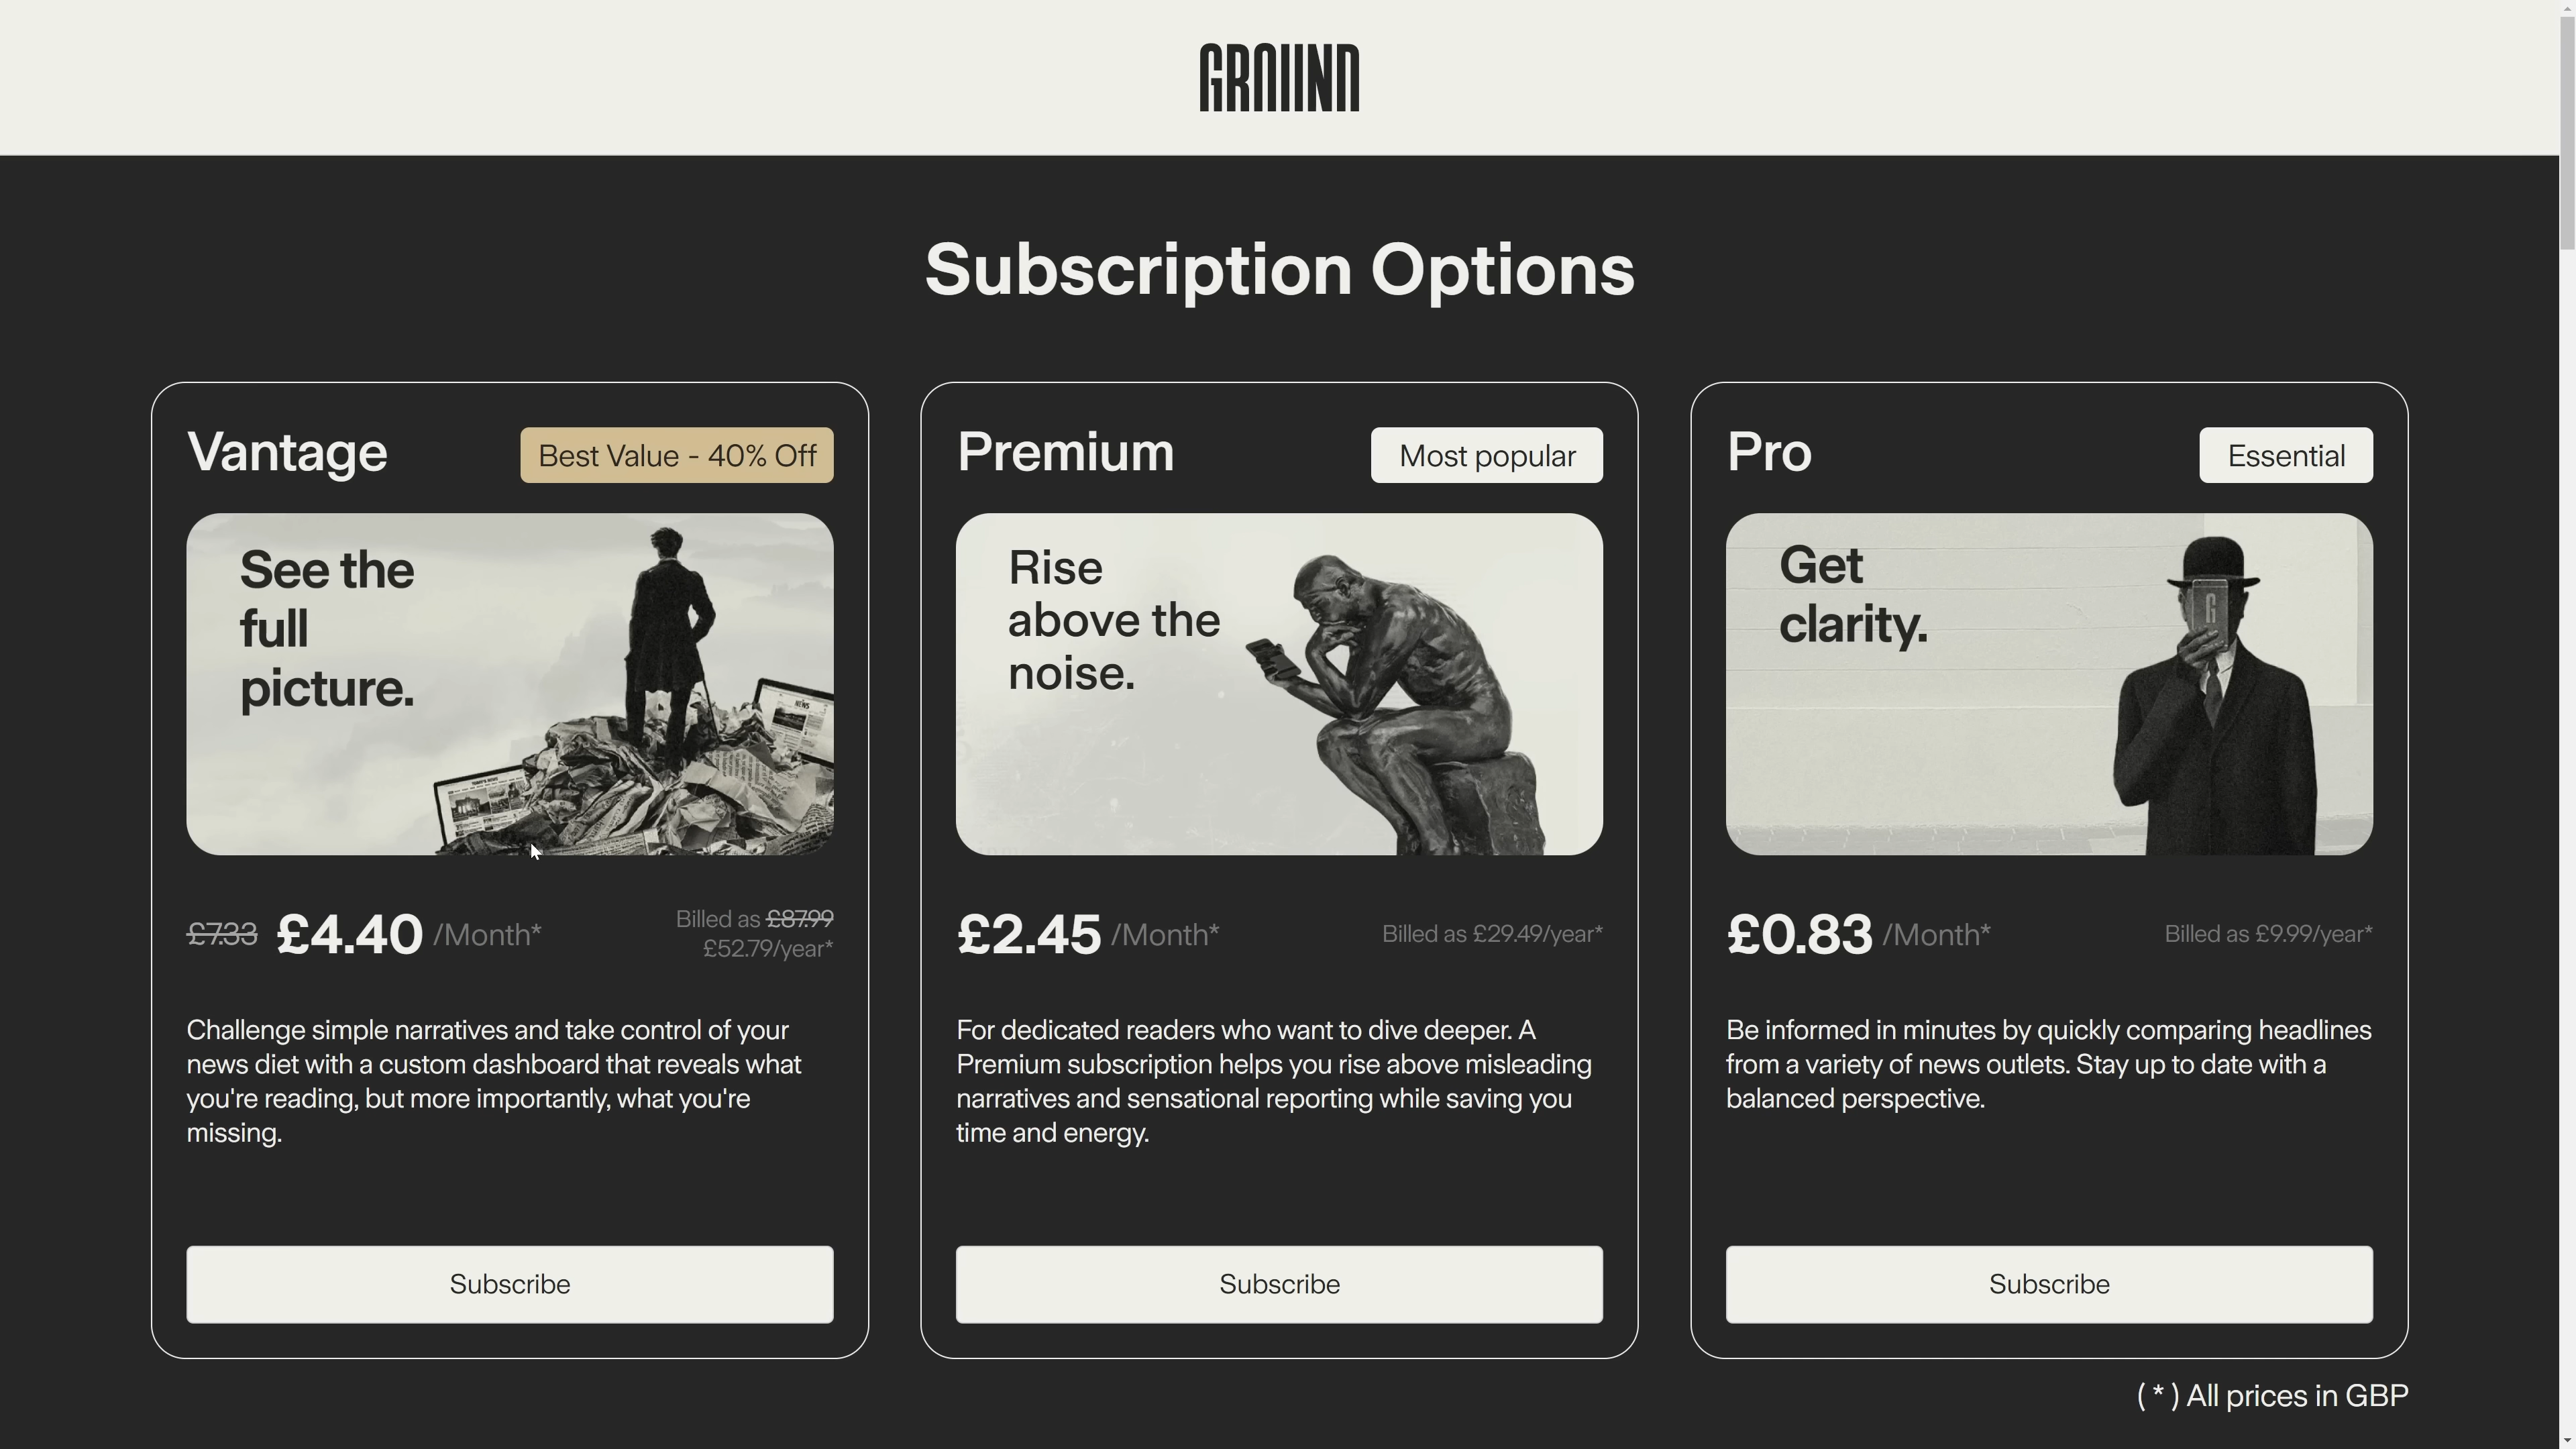 GROUND
Subscription Options
Vantage
Best Value - 40% Off
See the
full
picture.
NEWS
£7.33 £4.40 /Month*
Billed as £87.99
£52.79/year*
Challenge simple narratives and take control of your
news diet with a custom dashboard that reveals what
you're reading, but more importantly, what you're
missing.
Subscribe
Premium
Most popular
Rise
above the
noise.
£2.45 /Month*
Billed as £29.49/year*
For dedicated readers who want to dive deeper. A
Premium subscription helps you rise above misleading
narratives and sensational reporting while saving you
time and energy.
Subscribe
Pro
Essential
Get
clarity.
G
£0.83 /Month*
Billed as £9.99/year*
Be informed in minutes by quickly comparing headlines
from a variety of news outlets. Stay up to date with a
balanced perspective.
Subscribe
( * ) All prices in GBP